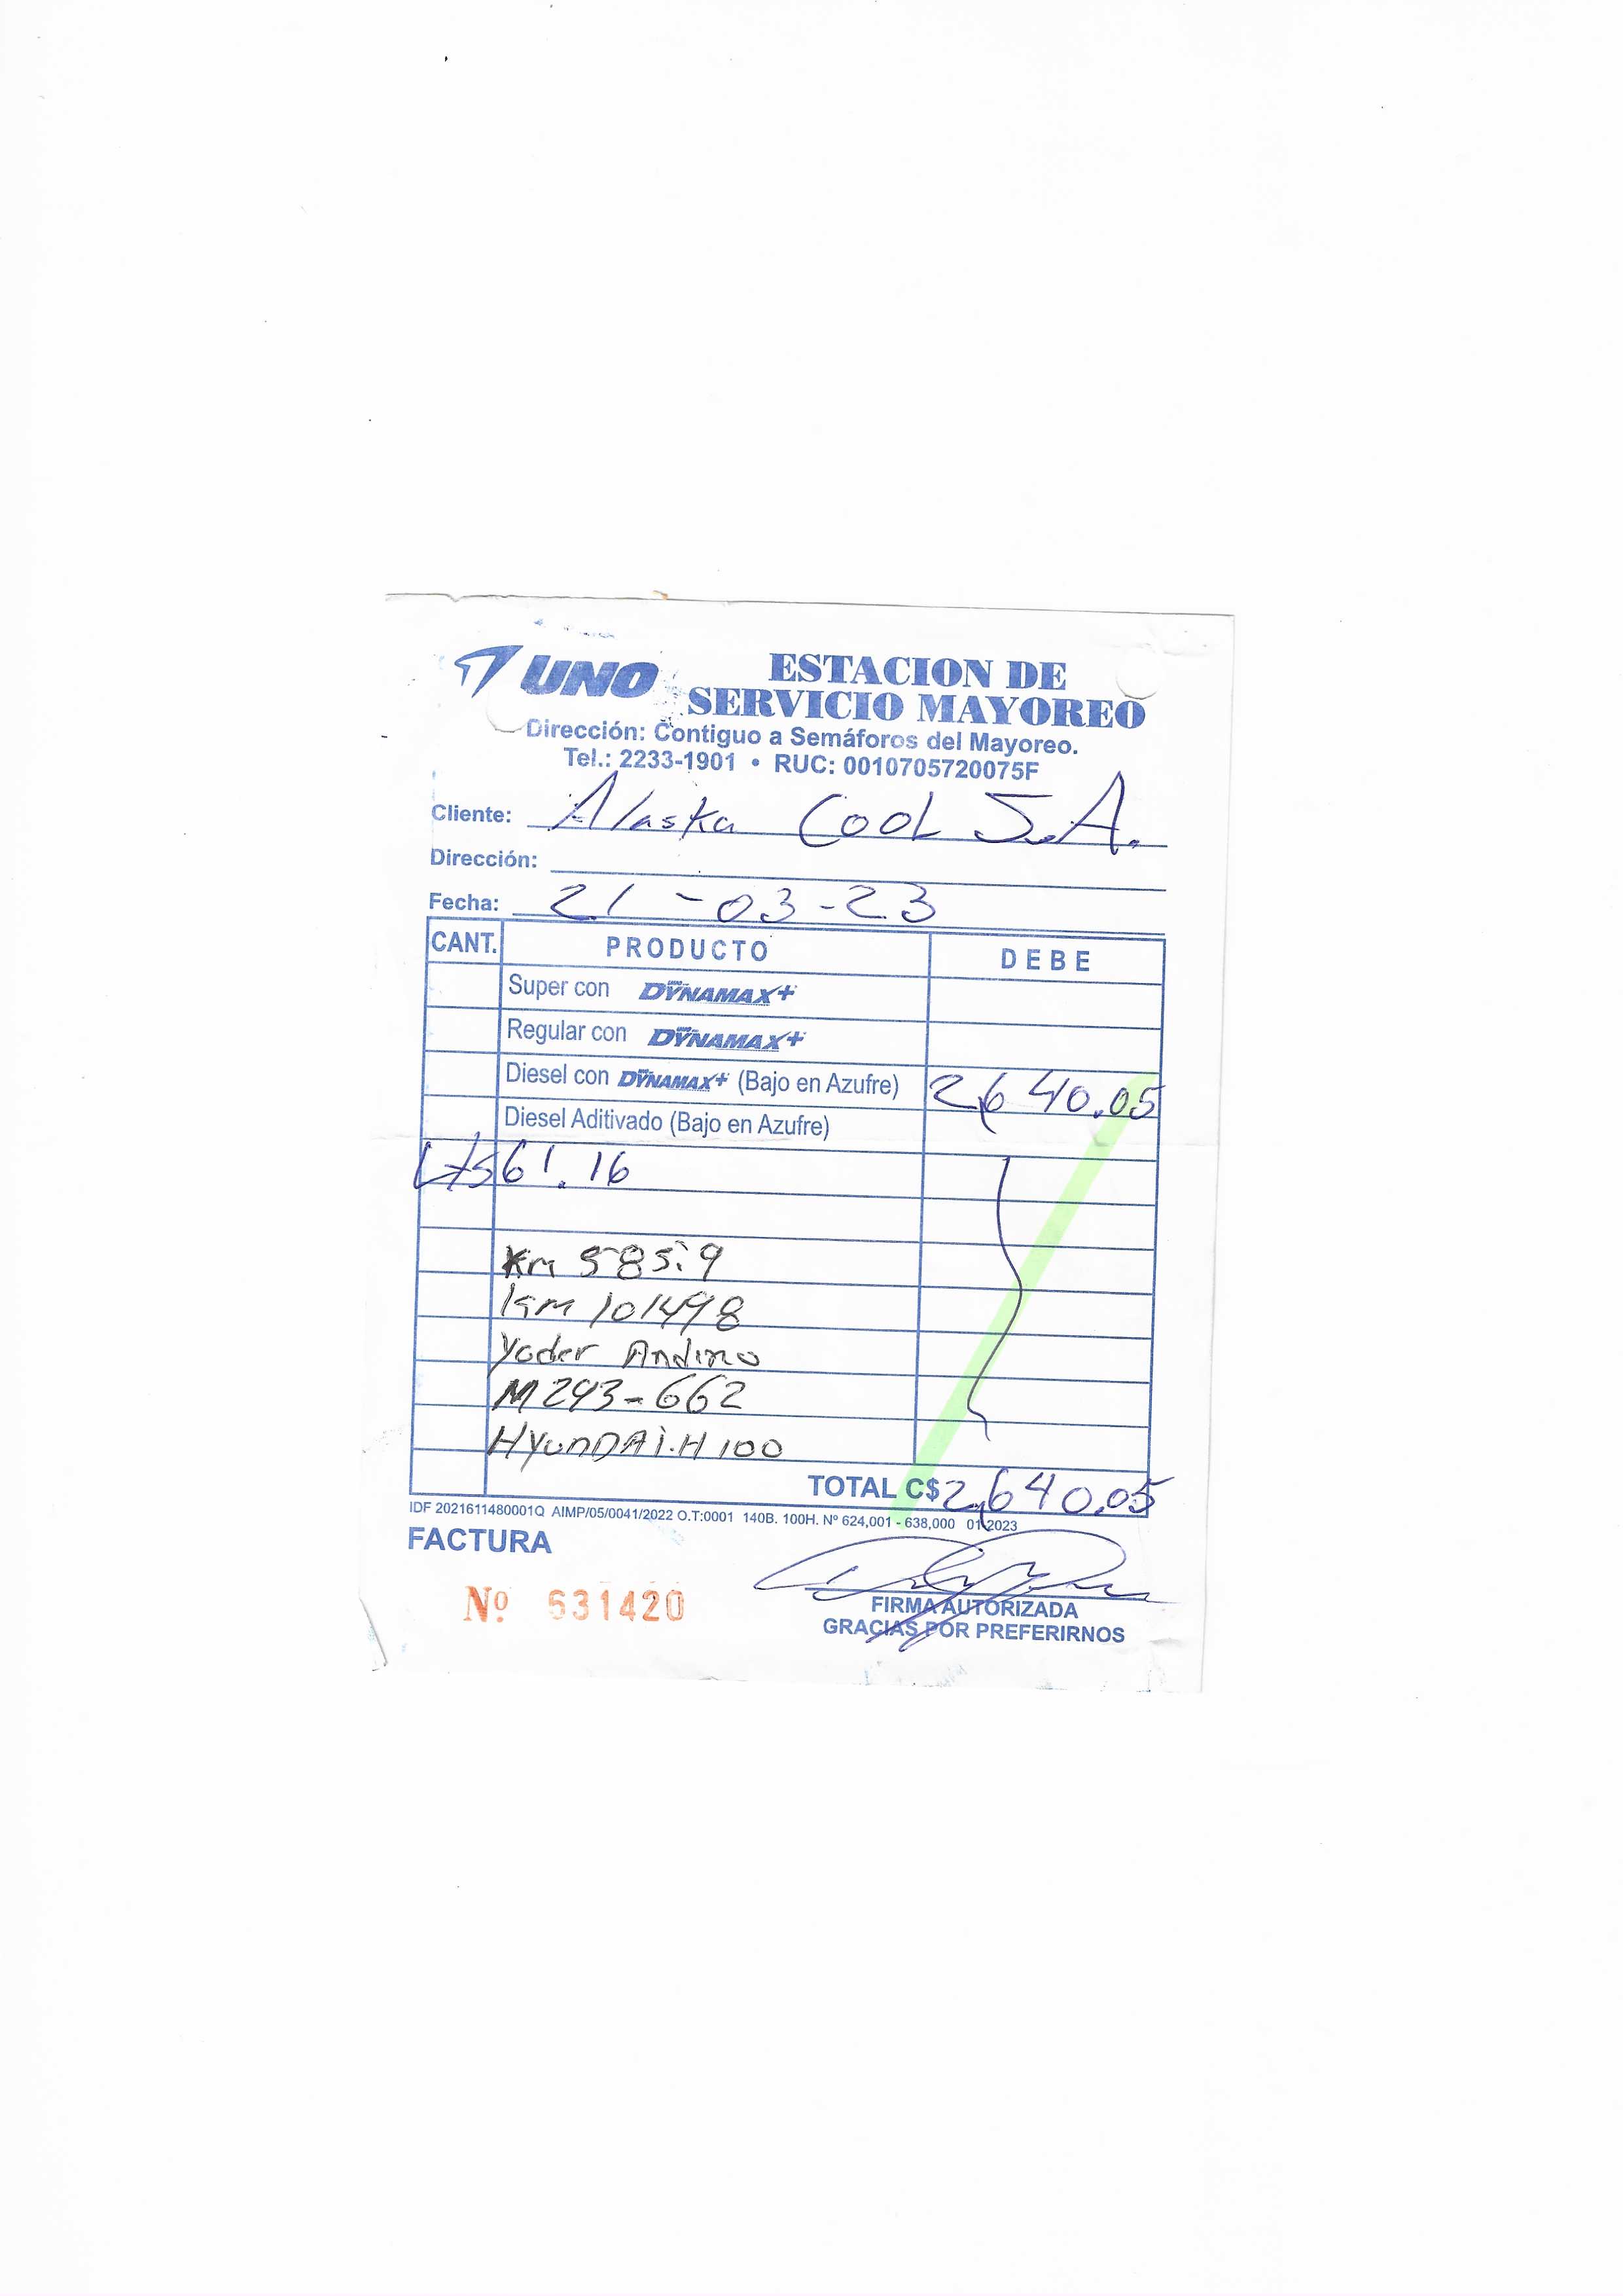 UNO
ESTACION DE
SERVICIO MAYOREO
Dirección: Contiguo a Semáforos del Mayoreo.
Tel.: 2233-1901 • RUC: 0010705720075F
Cliente: Alaska Cool S.A.
Dirección:
Fecha: 21-03-23
CANT. PRODUCTO DEBE
Super con DYNAMAX+
Regular con DYNAMAX+
Diesel con DYNAMAX+ (Bajo en Azufre) 2,640.05
Diesel Aditivado (Bajo en Azufre)
Lts 61.16
Km 585.9
Km 101498
Yoder Andino
M293-662
HYUNDAi.H100
TOTAL C$ 2,640.05
IDF 2021611480001Q AIMP/05/0041/2022 O.T:0001 140B. 100H. Nº 624,001 - 638,000 01/2023
FACTURA
Nº 631420
FIRMA AUTORIZADA
GRACIAS POR PREFERIRNOS